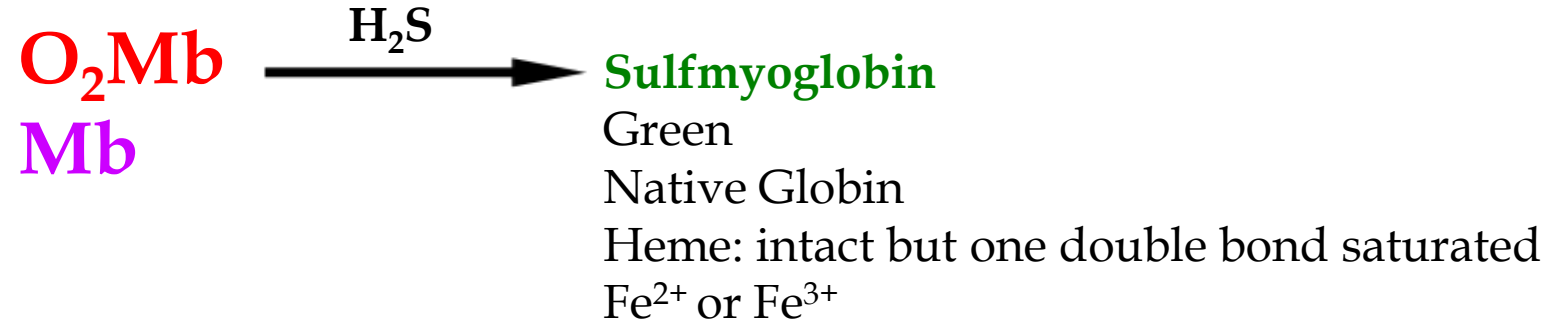 H₂S
O₂Mb
Mb
Sulfmyoglobin
Green
Native Globin
Heme: intact but one double bond saturated
Fe²⁺ or Fe³⁺